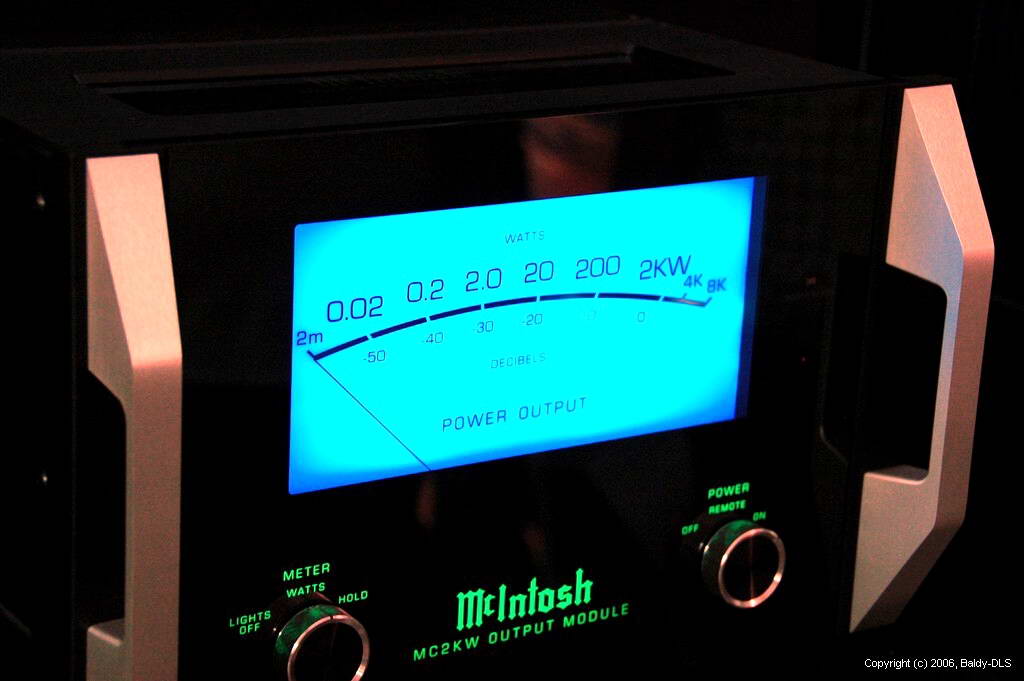 WATTS
0.02 0.2 2.0 20 200 2KW 4K 8K
2m
-50 -40 -30 -20 0
DECIBELS
POWER OUTPUT
POWER
REMOTE
OFF ON
METER
WATTS
LIGHTS OFF HOLD
McIntosh
MC2KW OUTPUT MODULE
Copyright (c) 2006, Baldy-DLS